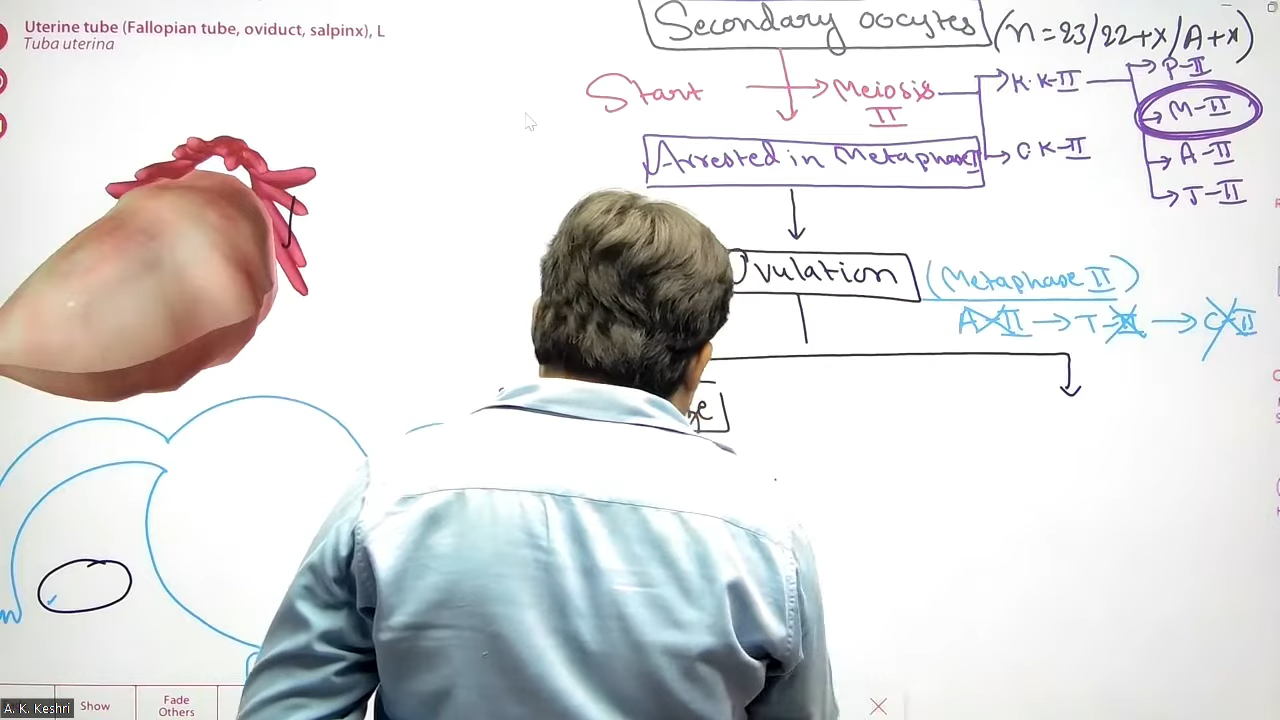 Uterine tube (Fallopian tube, oviduct, salpinx), L
Tuba uterina
Secondary oocytes (n=23/22+x/A+x)
Start → Meiosis II
K.K-II
C.K-II
P-II
M-II
A-II
T-II
Arrested in Metaphase II
Ovulation (Metaphase II)
A-II → T-II → C-II
A. K. Keshri
Show
Fade Others